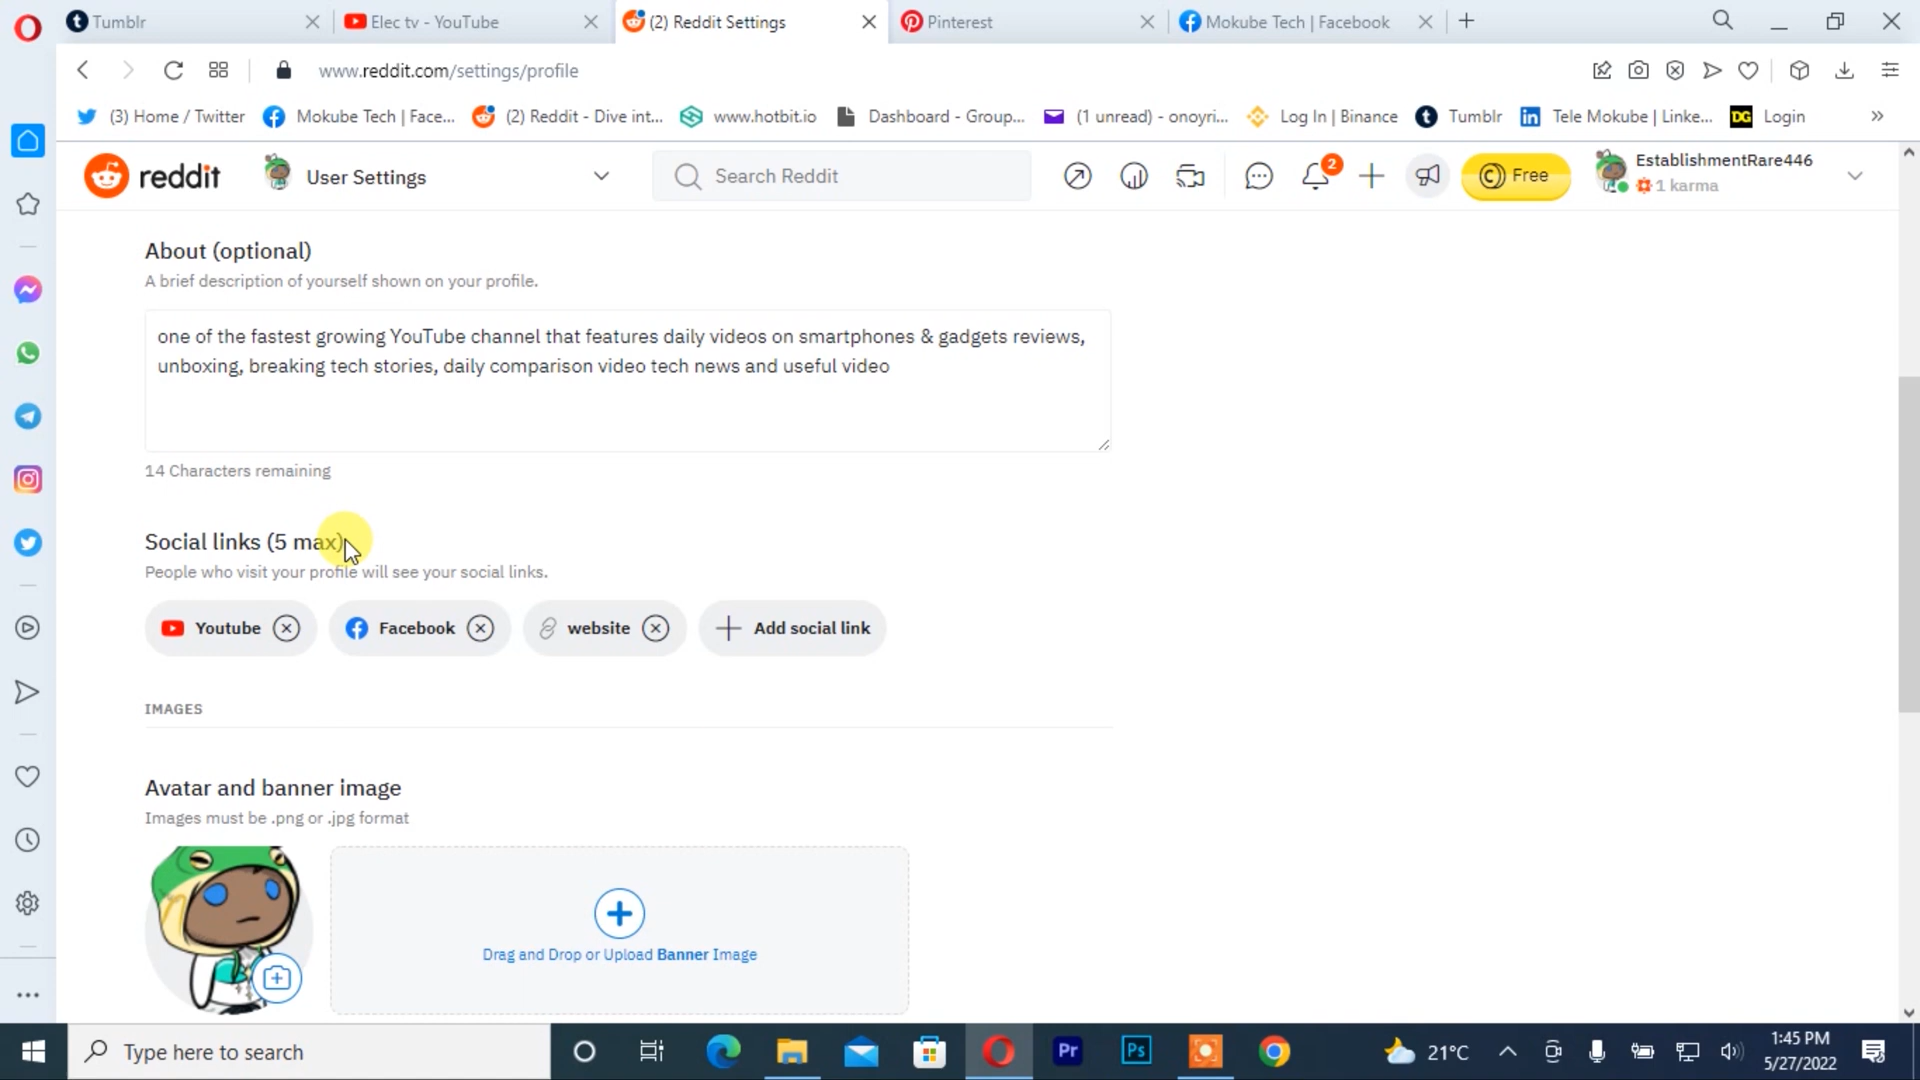 Tumblr
Elec tv - YouTube
(2) Reddit Settings
Pinterest
Mokube Tech | Facebook
www.reddit.com/settings/profile
(3) Home / Twitter
Mokube Tech | Face...
(2) Reddit - Dive int...
www.hotbit.io
Dashboard - Group...
(1 unread) - onoyri...
Log In | Binance
Tumblr
Tele Mokube | Linke...
DG Login
reddit
User Settings
Search Reddit
2
Free
EstablishmentRare446
1 karma
About (optional)
A brief description of yourself shown on your profile.
one of the fastest growing YouTube channel that features daily videos on smartphones & gadgets reviews,
unboxing, breaking tech stories, daily comparison video tech news and useful video
14 Characters remaining
Social links (5 max)
People who visit your profile will see your social links.
Youtube
Facebook
website
Add social link
IMAGES
Avatar and banner image
Images must be .png or .jpg format
Drag and Drop or Upload Banner Image
Type here to search
Pr
Ps
21°C
1:45 PM
5/27/2022